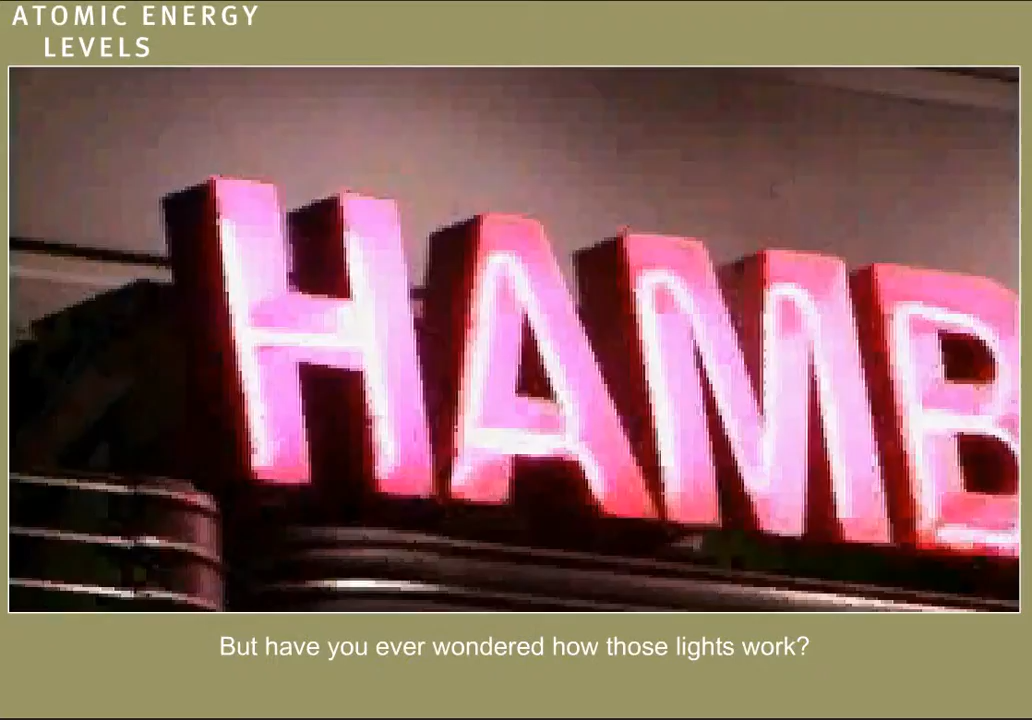 ATOMIC ENERGY
LEVELS
HAMB
But have you ever wondered how those lights work?